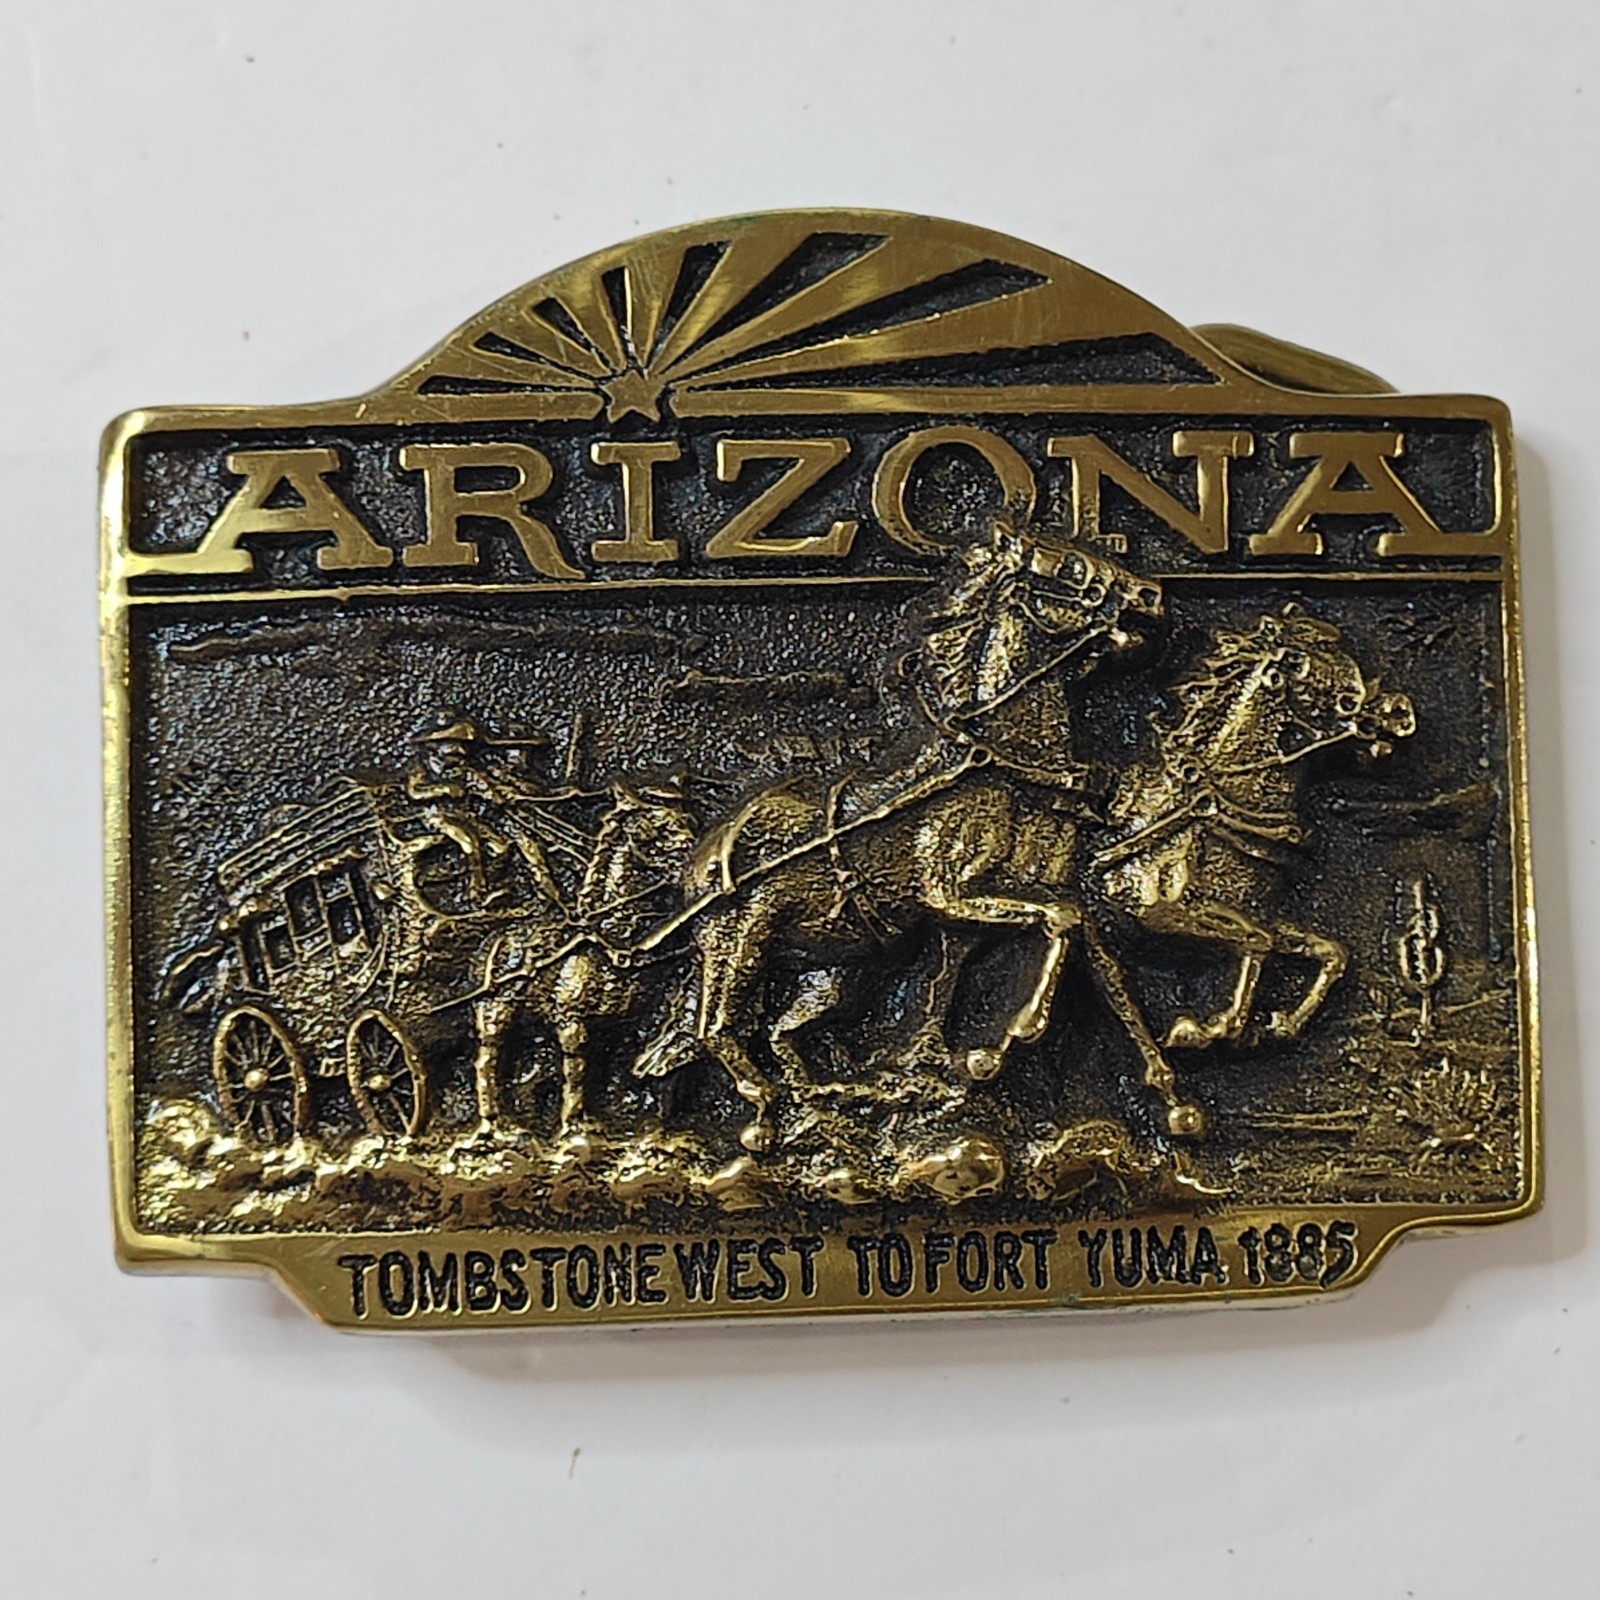 ARIZONA
TOMBSTONE WEST TO FORT YUMA 1885